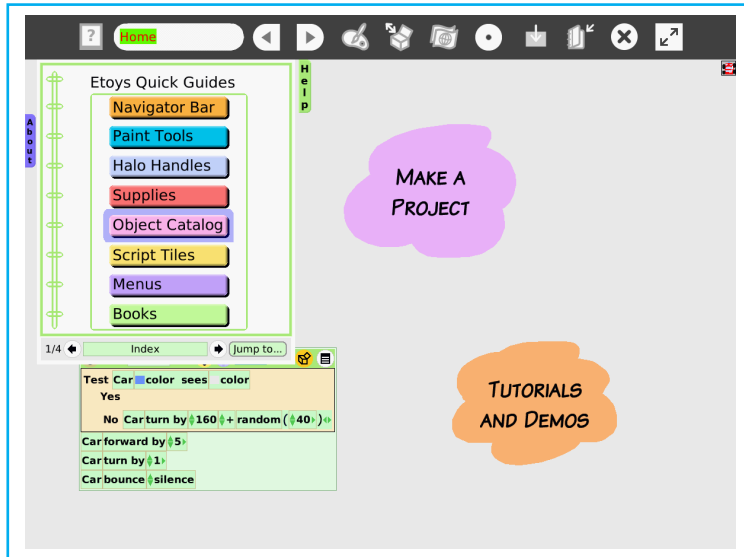 ?
Home
Help
About
Etoys Quick Guides
Navigator Bar
Paint Tools
Halo Handles
Supplies
Object Catalog
Script Tiles
Menus
Books
1/4 Index Jump to...
MAKE A
PROJECT
Test Car color sees color
Yes
No Car turn by 160 + random ( 40 )
Car forward by 5
Car turn by 1
Car bounce silence
TUTORIALS
AND DEMOS